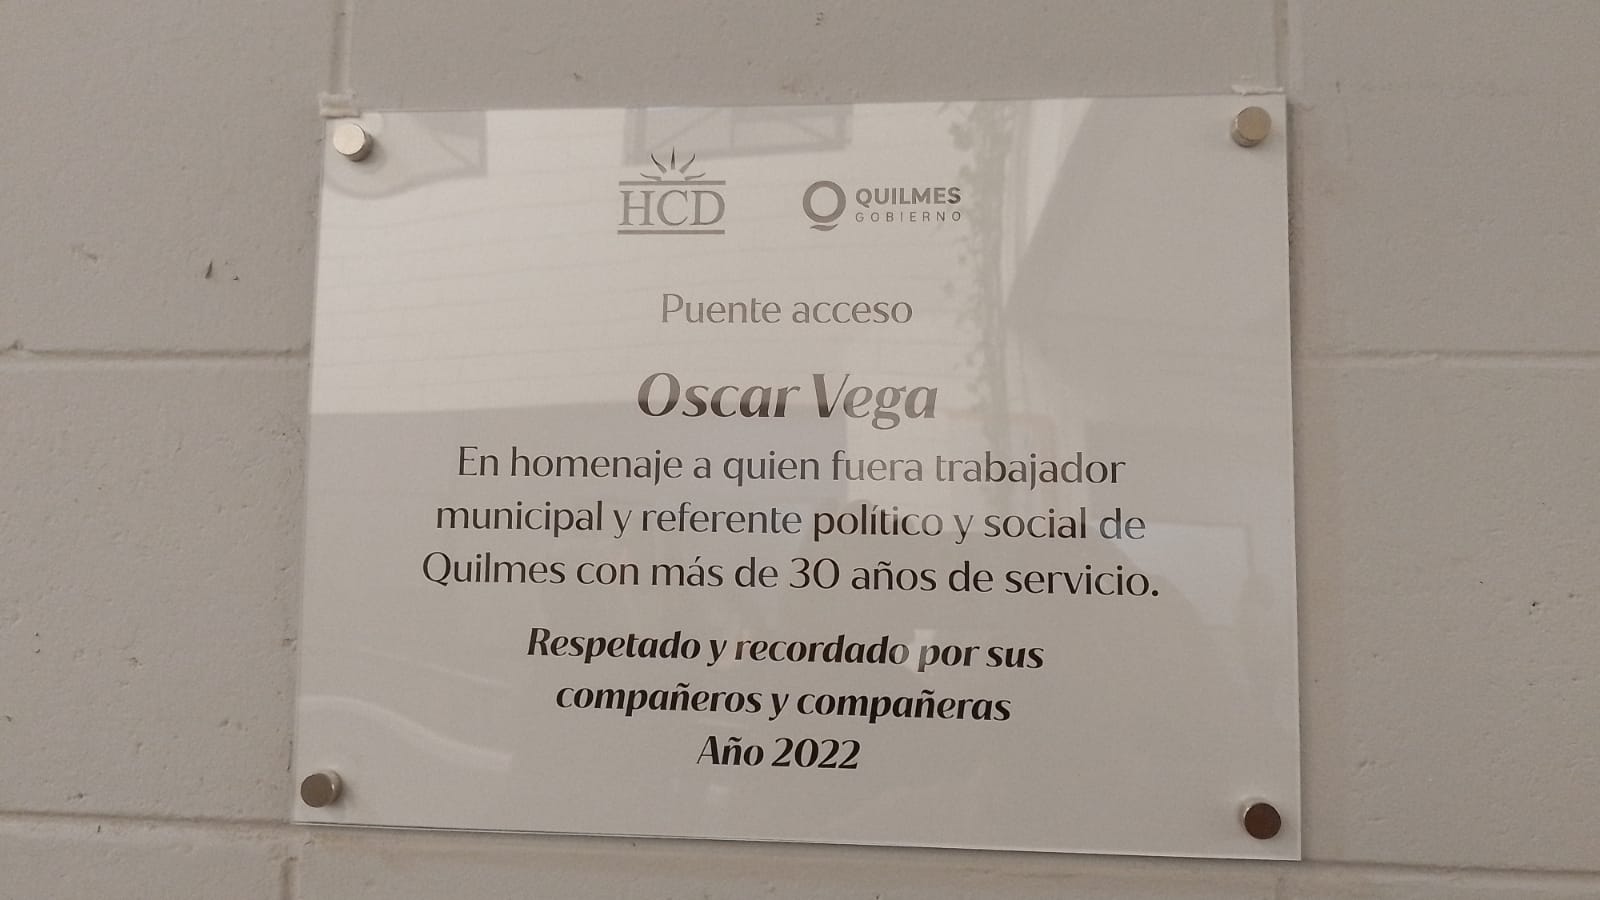 HCD
QUILMES
GOBIERNO
Puente acceso
Oscar Vega
En homenaje a quien fuera trabajador
municipal y referente político y social de
Quilmes con más de 30 años de servicio.
Respetado y recordado por sus
compañeros y compañeras
Año 2022